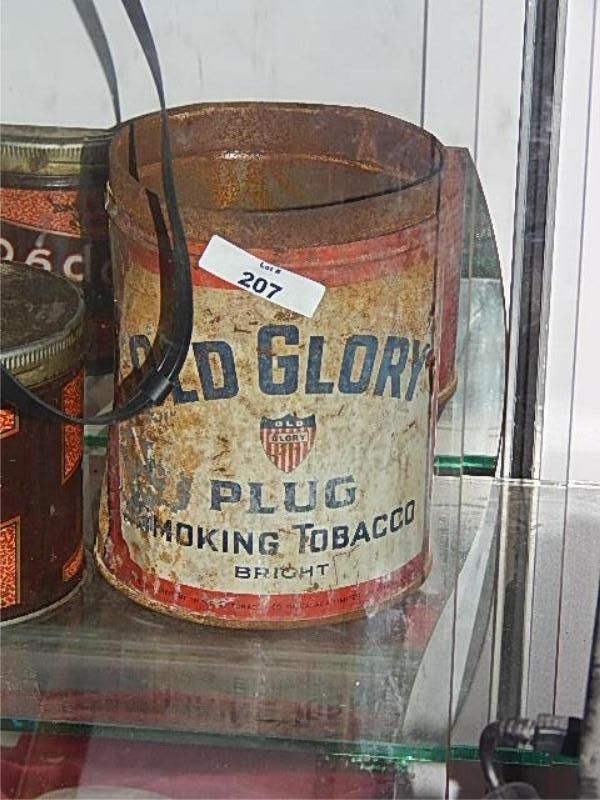 Lot #
207
OLD GLORY
OLD
GLORY
PLUG
SMOKING TOBACCO
BRIGHT